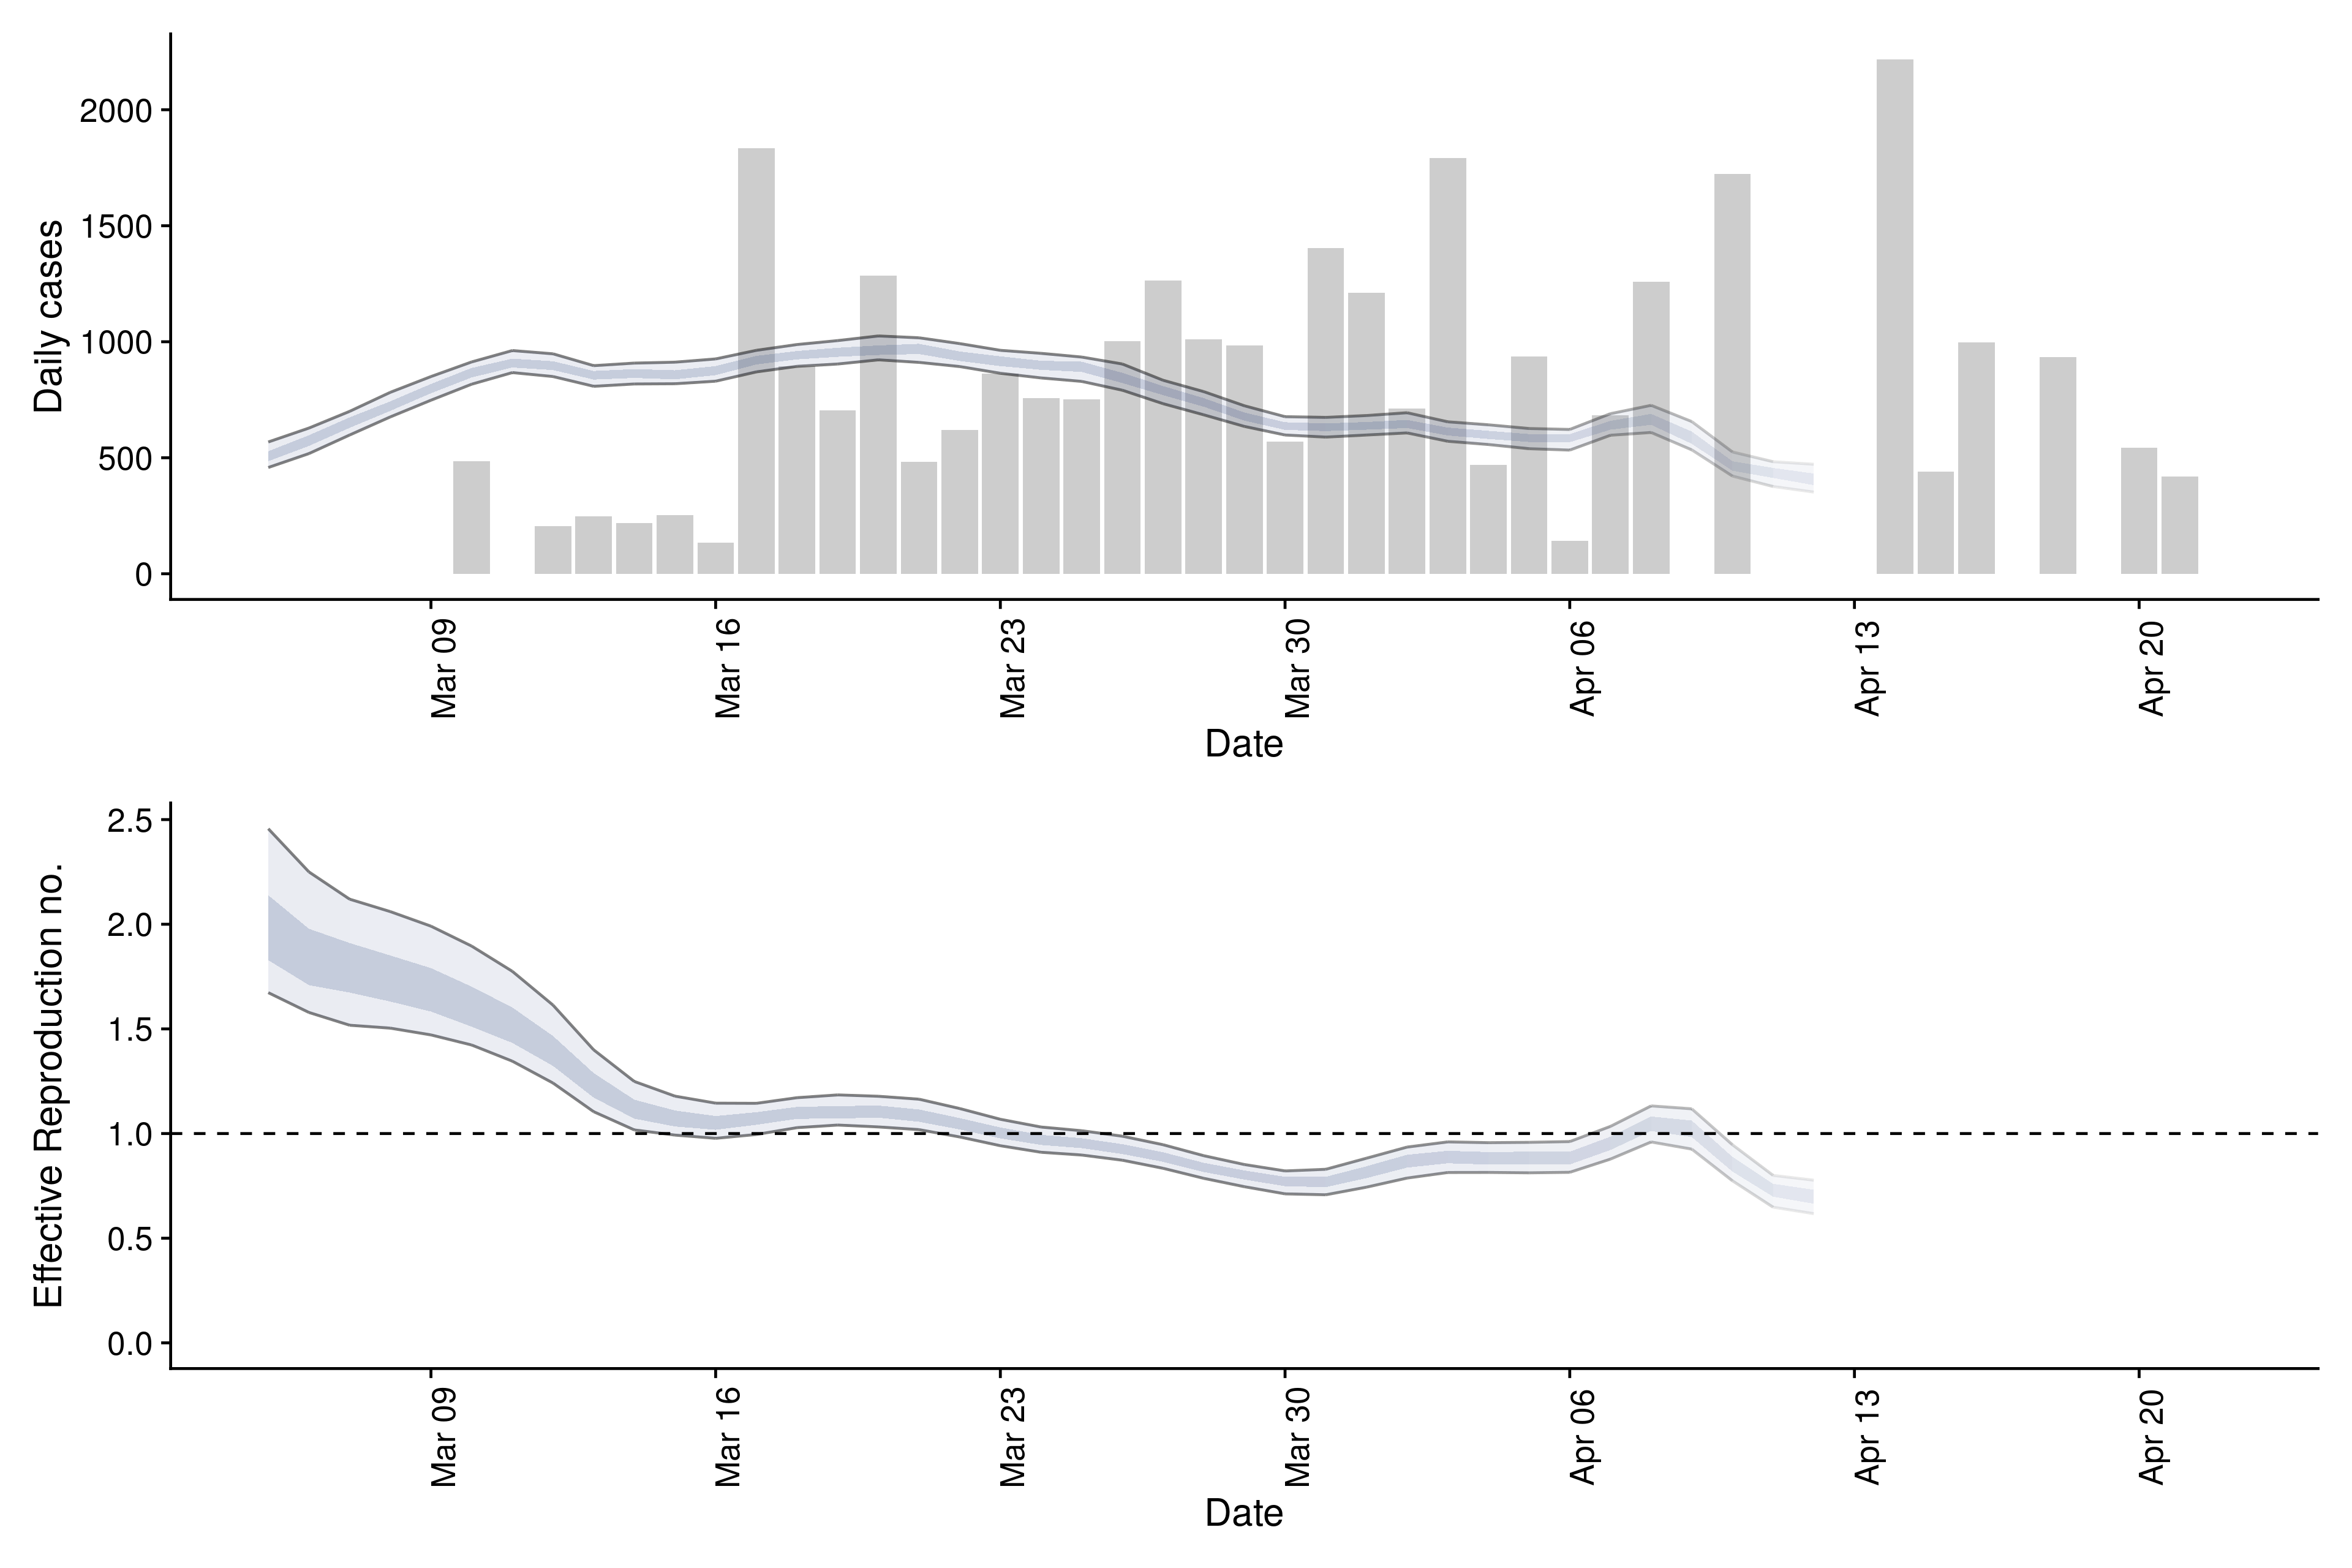 Daily cases
2000
1500
1000
500
0
Mar 09
Mar 16
Mar 23
Mar 30
Apr 06
Apr 13
Apr 20
Date
Effective Reproduction no.
2.5
2.0
1.5
1.0
0.5
0.0
Mar 09
Mar 16
Mar 23
Mar 30
Apr 06
Apr 13
Apr 20
Date